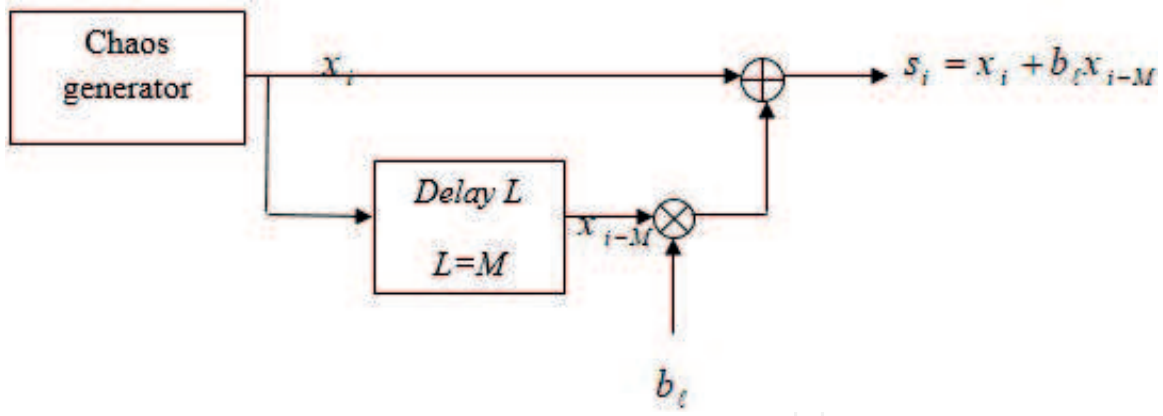 Chaos
generator
x_i
s_i = x_i + b_ℓ x_{i-M}
Delay L
L=M
x_{i-M}
b_ℓ